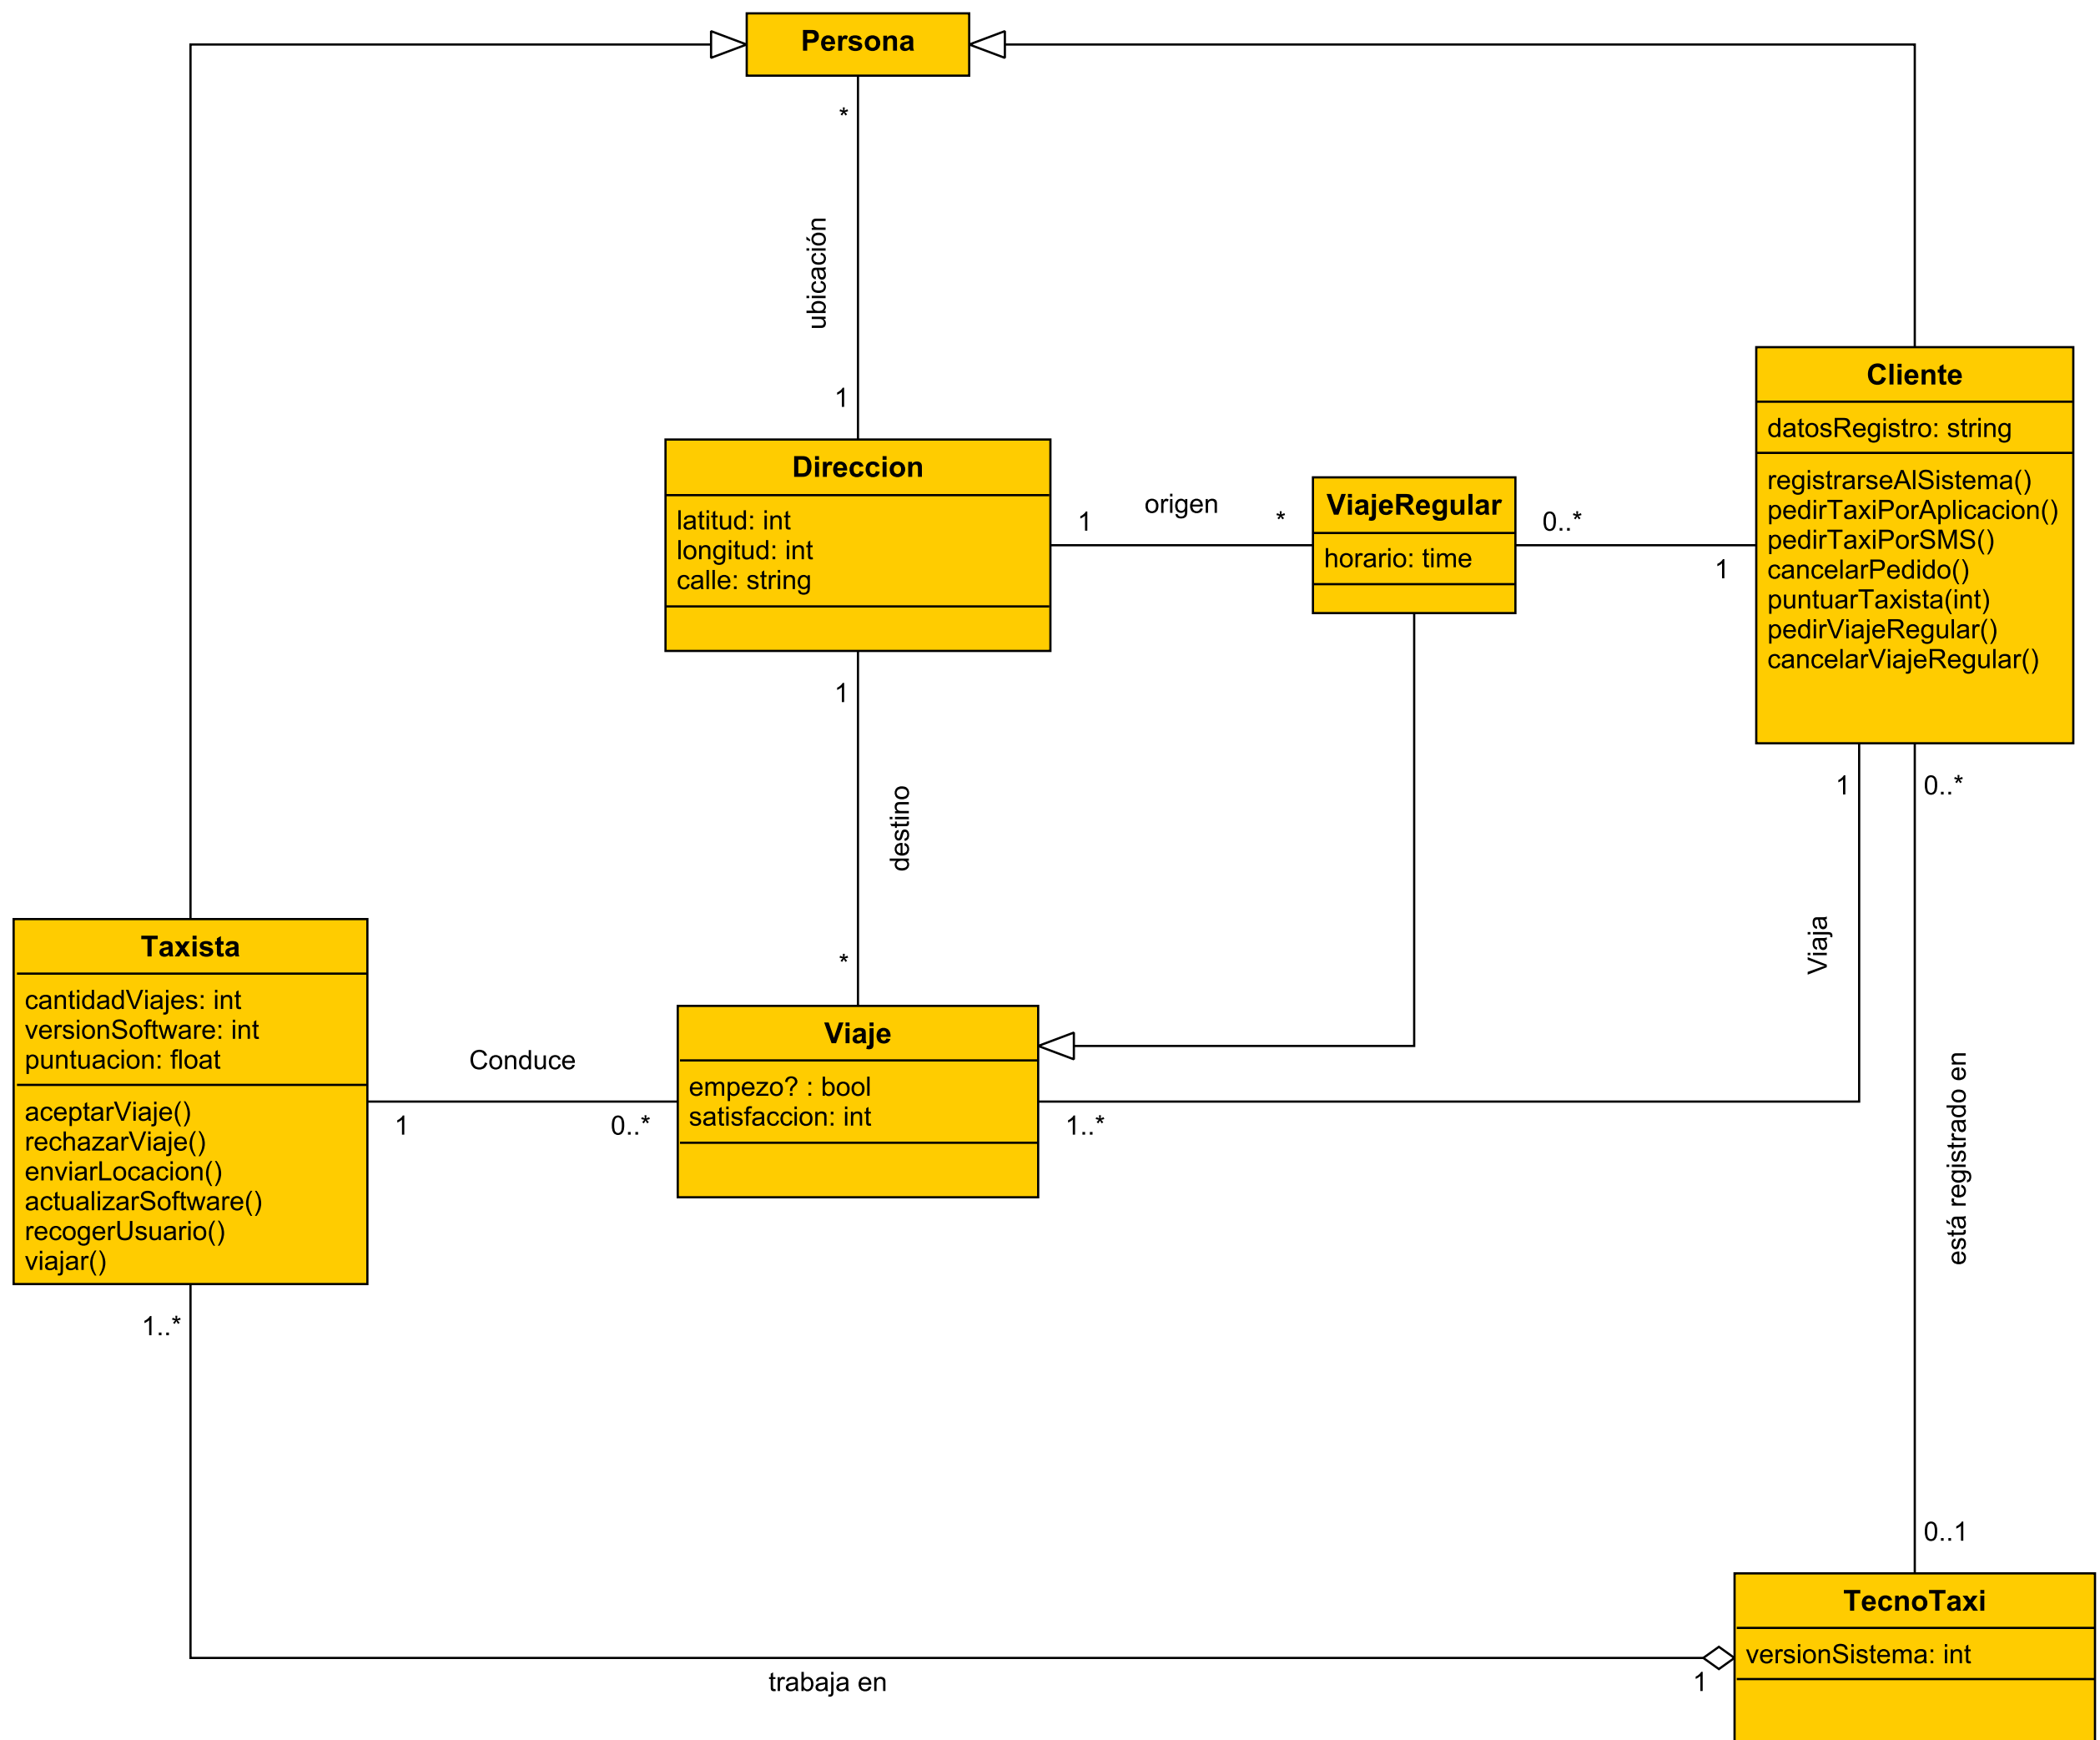 Persona
*
ubicación
1
Direccion
latitud: int
longitud: int
calle: string
1
origen
*
ViajeRegular
horario: time
0..*
1
Cliente
datosRegistro: string
registrarseAlSistema()
pedirTaxiPorAplicacion()
pedirTaxiPorSMS()
cancelarPedido()
puntuarTaxista(int)
pedirViajeRegular()
cancelarViajeRegular()
1
destino
*
1
0..*
Viaja
Taxista
cantidadViajes: int
versionSoftware: int
puntuacion: float
aceptarViaje()
rechazarViaje()
enviarLocacion()
actualizarSoftware()
recogerUsuario()
viajar()
Conduce
1
0..*
Viaje
empezo? : bool
satisfaccion: int
1..*
está registrado en
1..*
0..1
trabaja en
1
TecnoTaxi
versionSistema: int